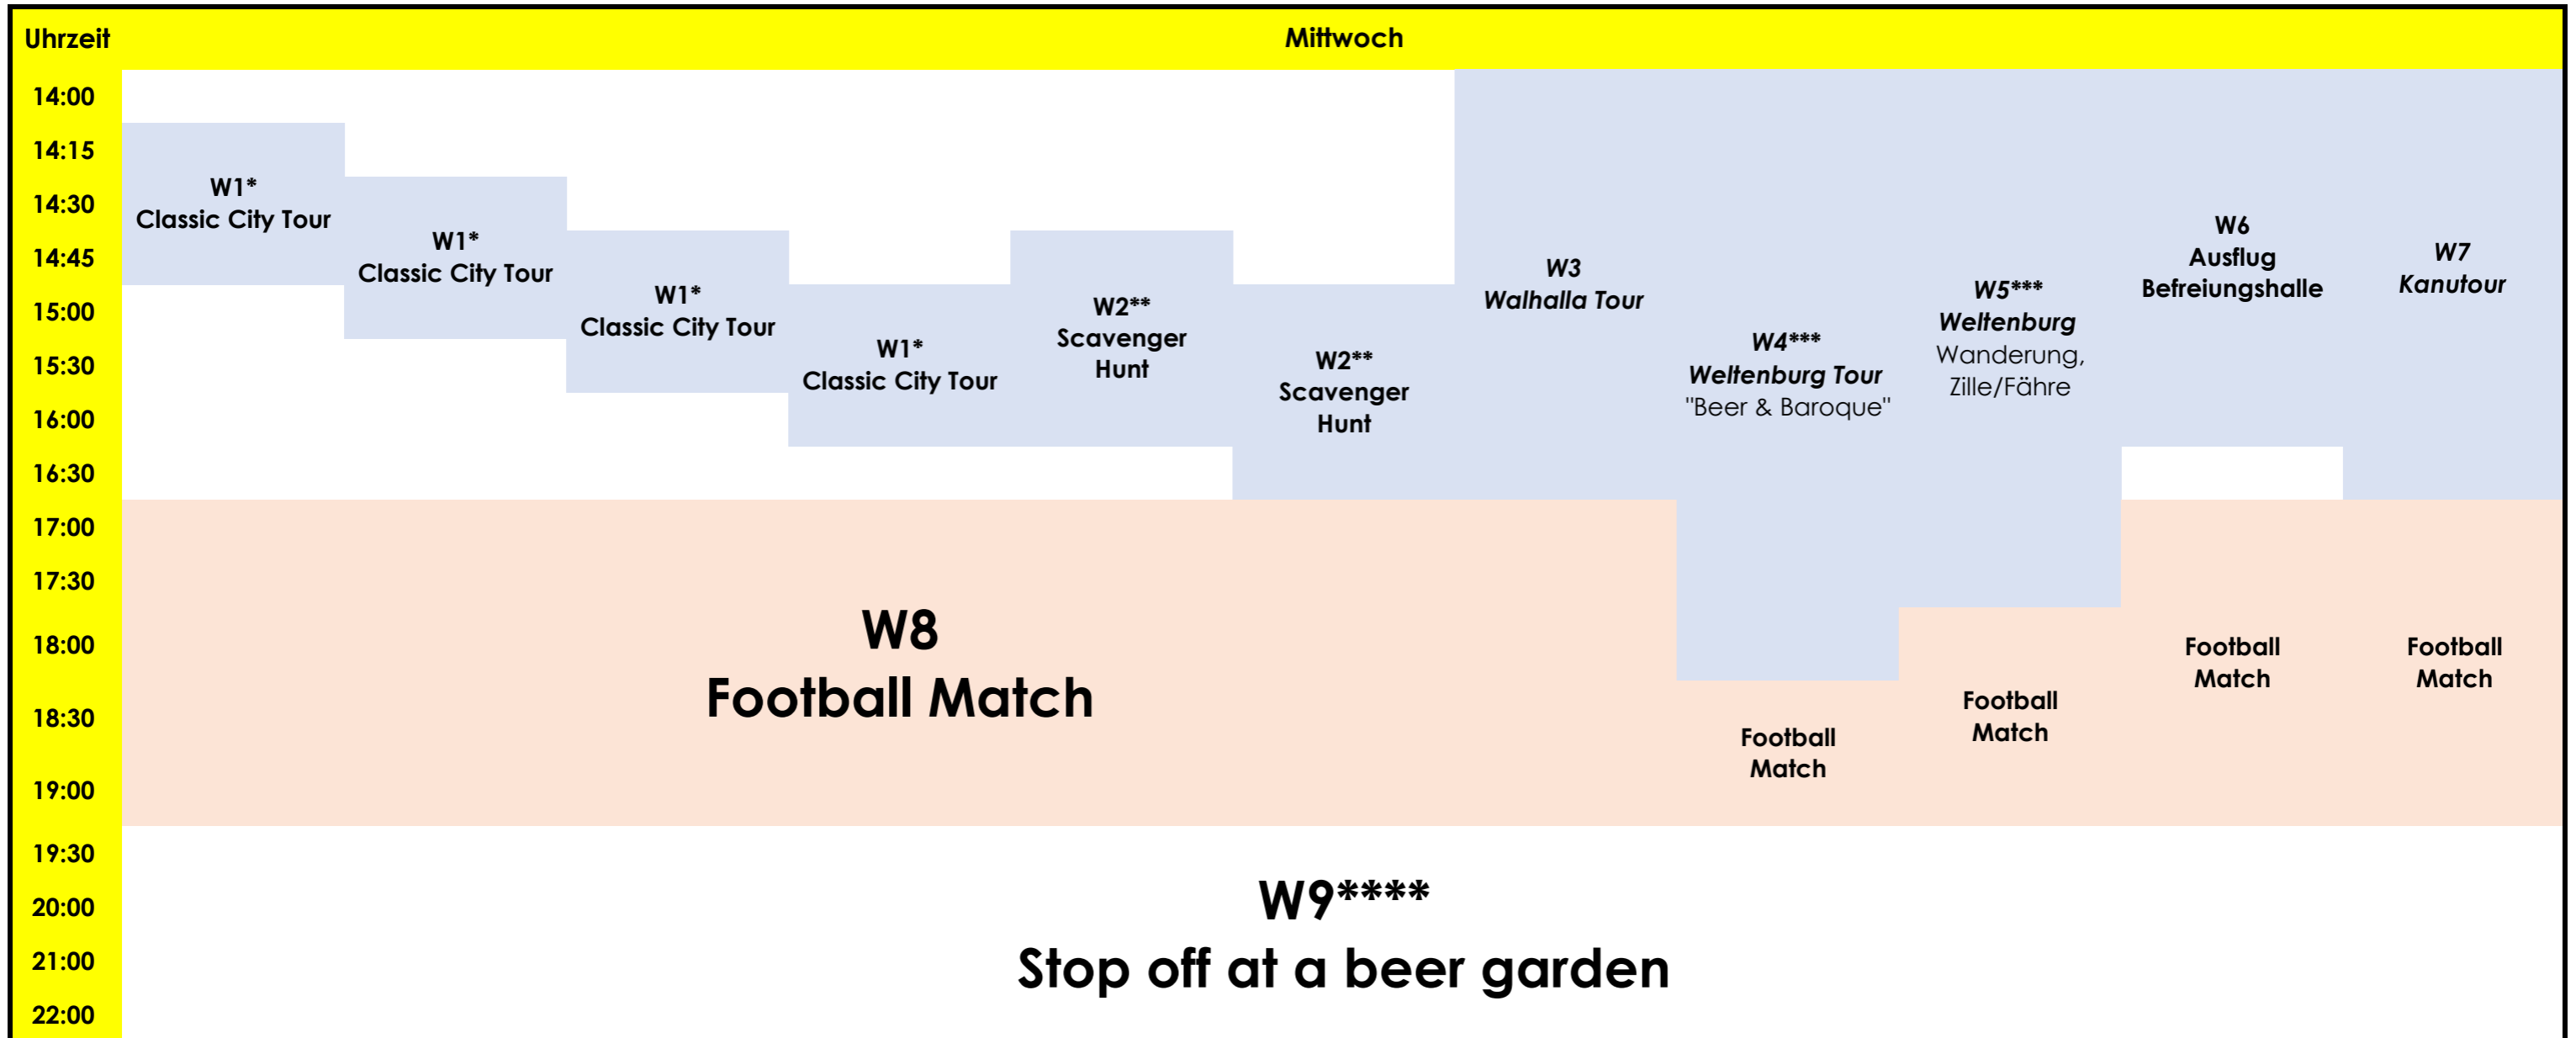 Uhrzeit
Mittwoch
14:00
14:15
14:30
14:45
15:00
15:30
16:00
16:30
17:00
17:30
18:00
18:30
19:00
19:30
20:00
21:00
22:00
W1*
Classic City Tour
W1*
Classic City Tour
W1*
Classic City Tour
W1*
Classic City Tour
W2**
Scavenger
Hunt
W2**
Scavenger
Hunt
W3
Walhalla Tour
W4***
Weltenburg Tour
"Beer & Baroque"
W5***
Weltenburg
Wanderung,
Zille/Fähre
W6
Ausflug
Befreiungshalle
W7
Kanutour
W8
Football Match
Football
Match
Football
Match
Football
Match
Football
Match
W9****
Stop off at a beer garden